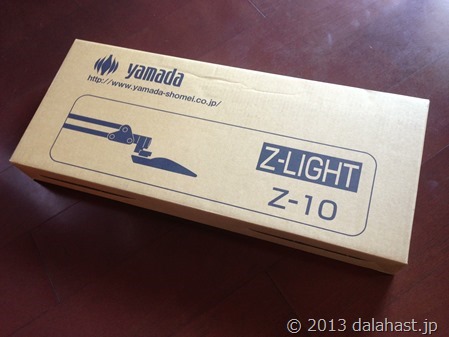 yamada
http://www.yamada-shomei.co.jp/
Z-LIGHT
Z-10
© 2013 dalahast.jp